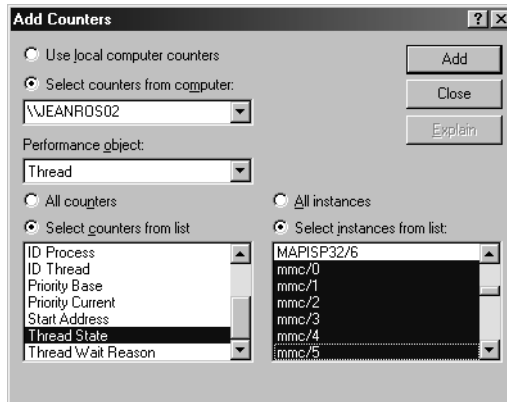 Add Counters
Use local computer counters
Select counters from computer:
\\JEANROS02
Performance object:
Thread
All counters
Select counters from list
ID Process
ID Thread
Priority Base
Priority Current
Start Address
Thread State
Thread Wait Reason
All instances
Select instances from list:
MAPISP32/6
mmc/0
mmc/1
mmc/2
mmc/3
mmc/4
mmc/5
Add
Close
Explain